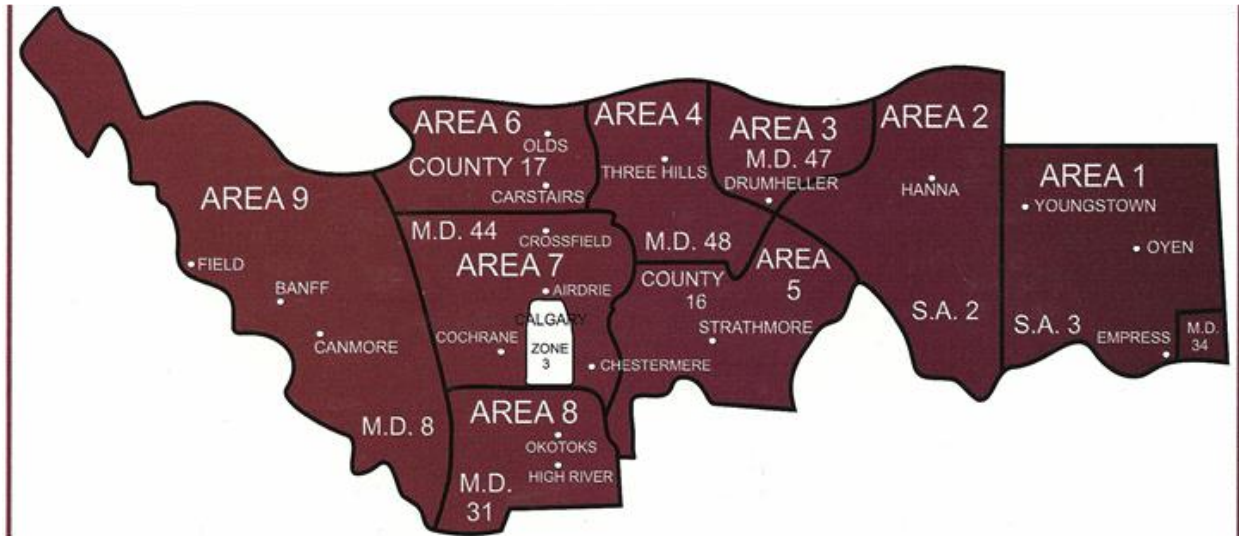 AREA 9
FIELD
BANFF
CANMORE
M.D. 8
AREA 6
OLDS
COUNTY 17
CARSTAIRS
M.D. 44
CROSSFIELD
AREA 7
AIRDRIE
CALGARY
COCHRANE
ZONE
3
CHESTERMERE
AREA 8
OKOTOKS
HIGH RIVER
M.D.
31
AREA 4
THREE HILLS
M.D. 48
AREA 3
M.D. 47
DRUMHELLER
COUNTY
16
AREA
5
STRATHMORE
AREA 2
HANNA
S.A. 2
AREA 1
YOUNGSTOWN
OYEN
S.A. 3
EMPRESS
M.D.
34